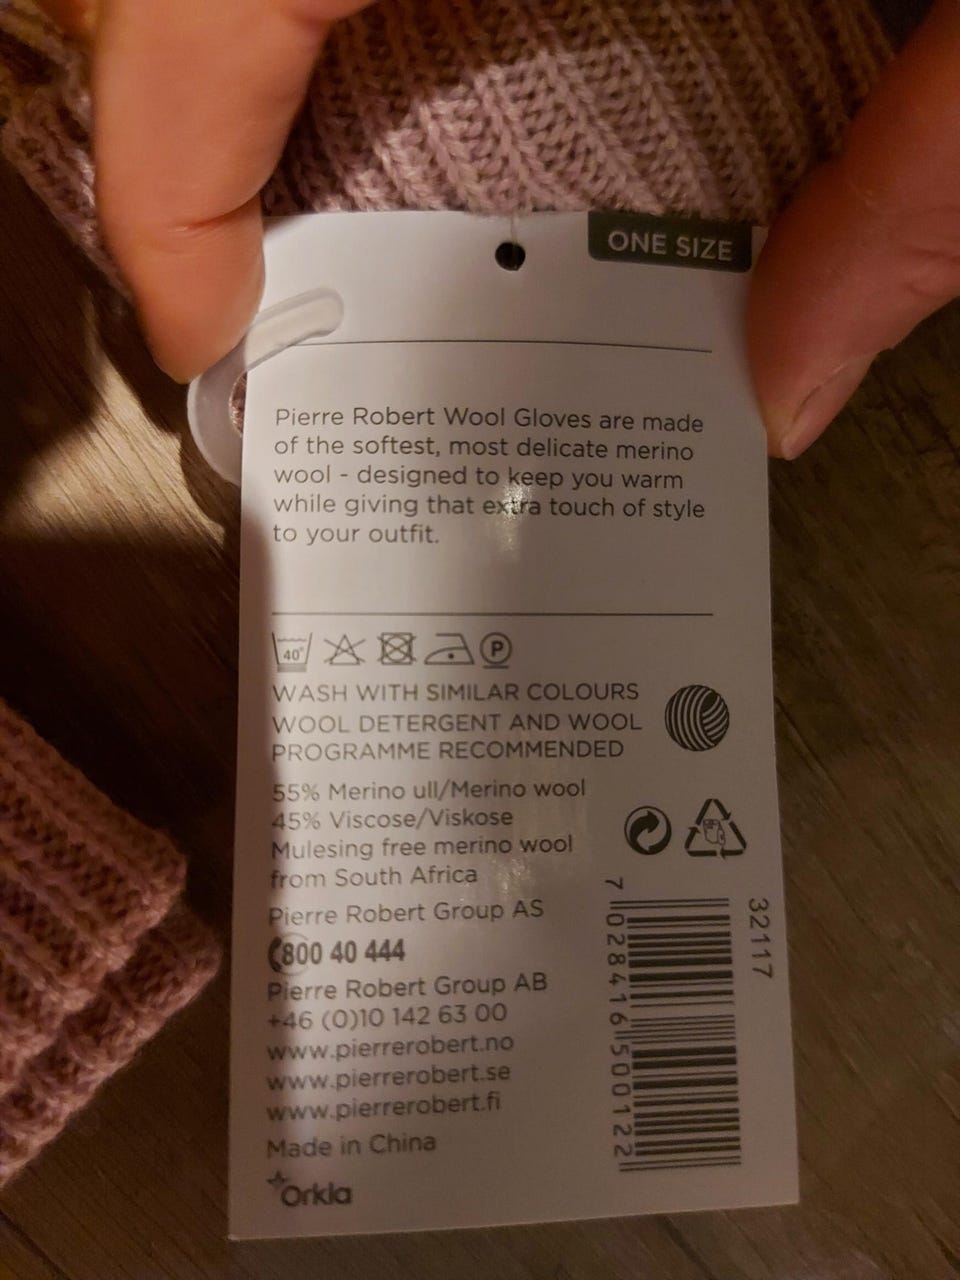 ONE SIZE
Pierre Robert Wool Gloves are made
of the softest, most delicate merino
wool - designed to keep you warm
while giving that extra touch of style
to your outfit.
40°
P
WASH WITH SIMILAR COLOURS
WOOL DETERGENT AND WOOL
PROGRAMME RECOMMENDED
55% Merino ull/Merino wool
45% Viscose/Viskose
Mulesing free merino wool
from South Africa
Pierre Robert Group AS
800 40 444
Pierre Robert Group AB
+46 (0)10 142 63 00
www.pierrerobert.no
www.pierrerobert.se
www.pierrerobert.fi
Made in China
Orkla
32117
7 028416 500122